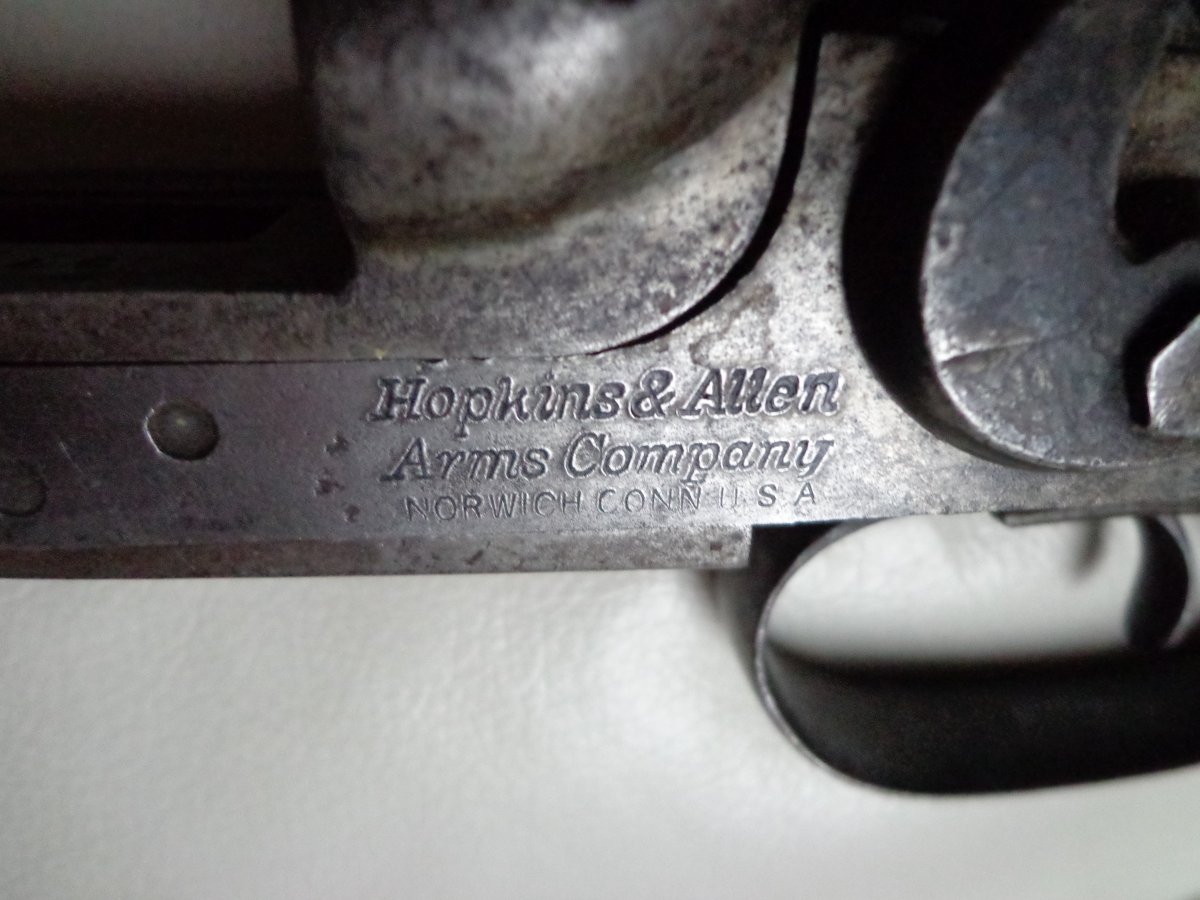 Hopkins & Allen
Arms Company
NORWICH CONN U S A